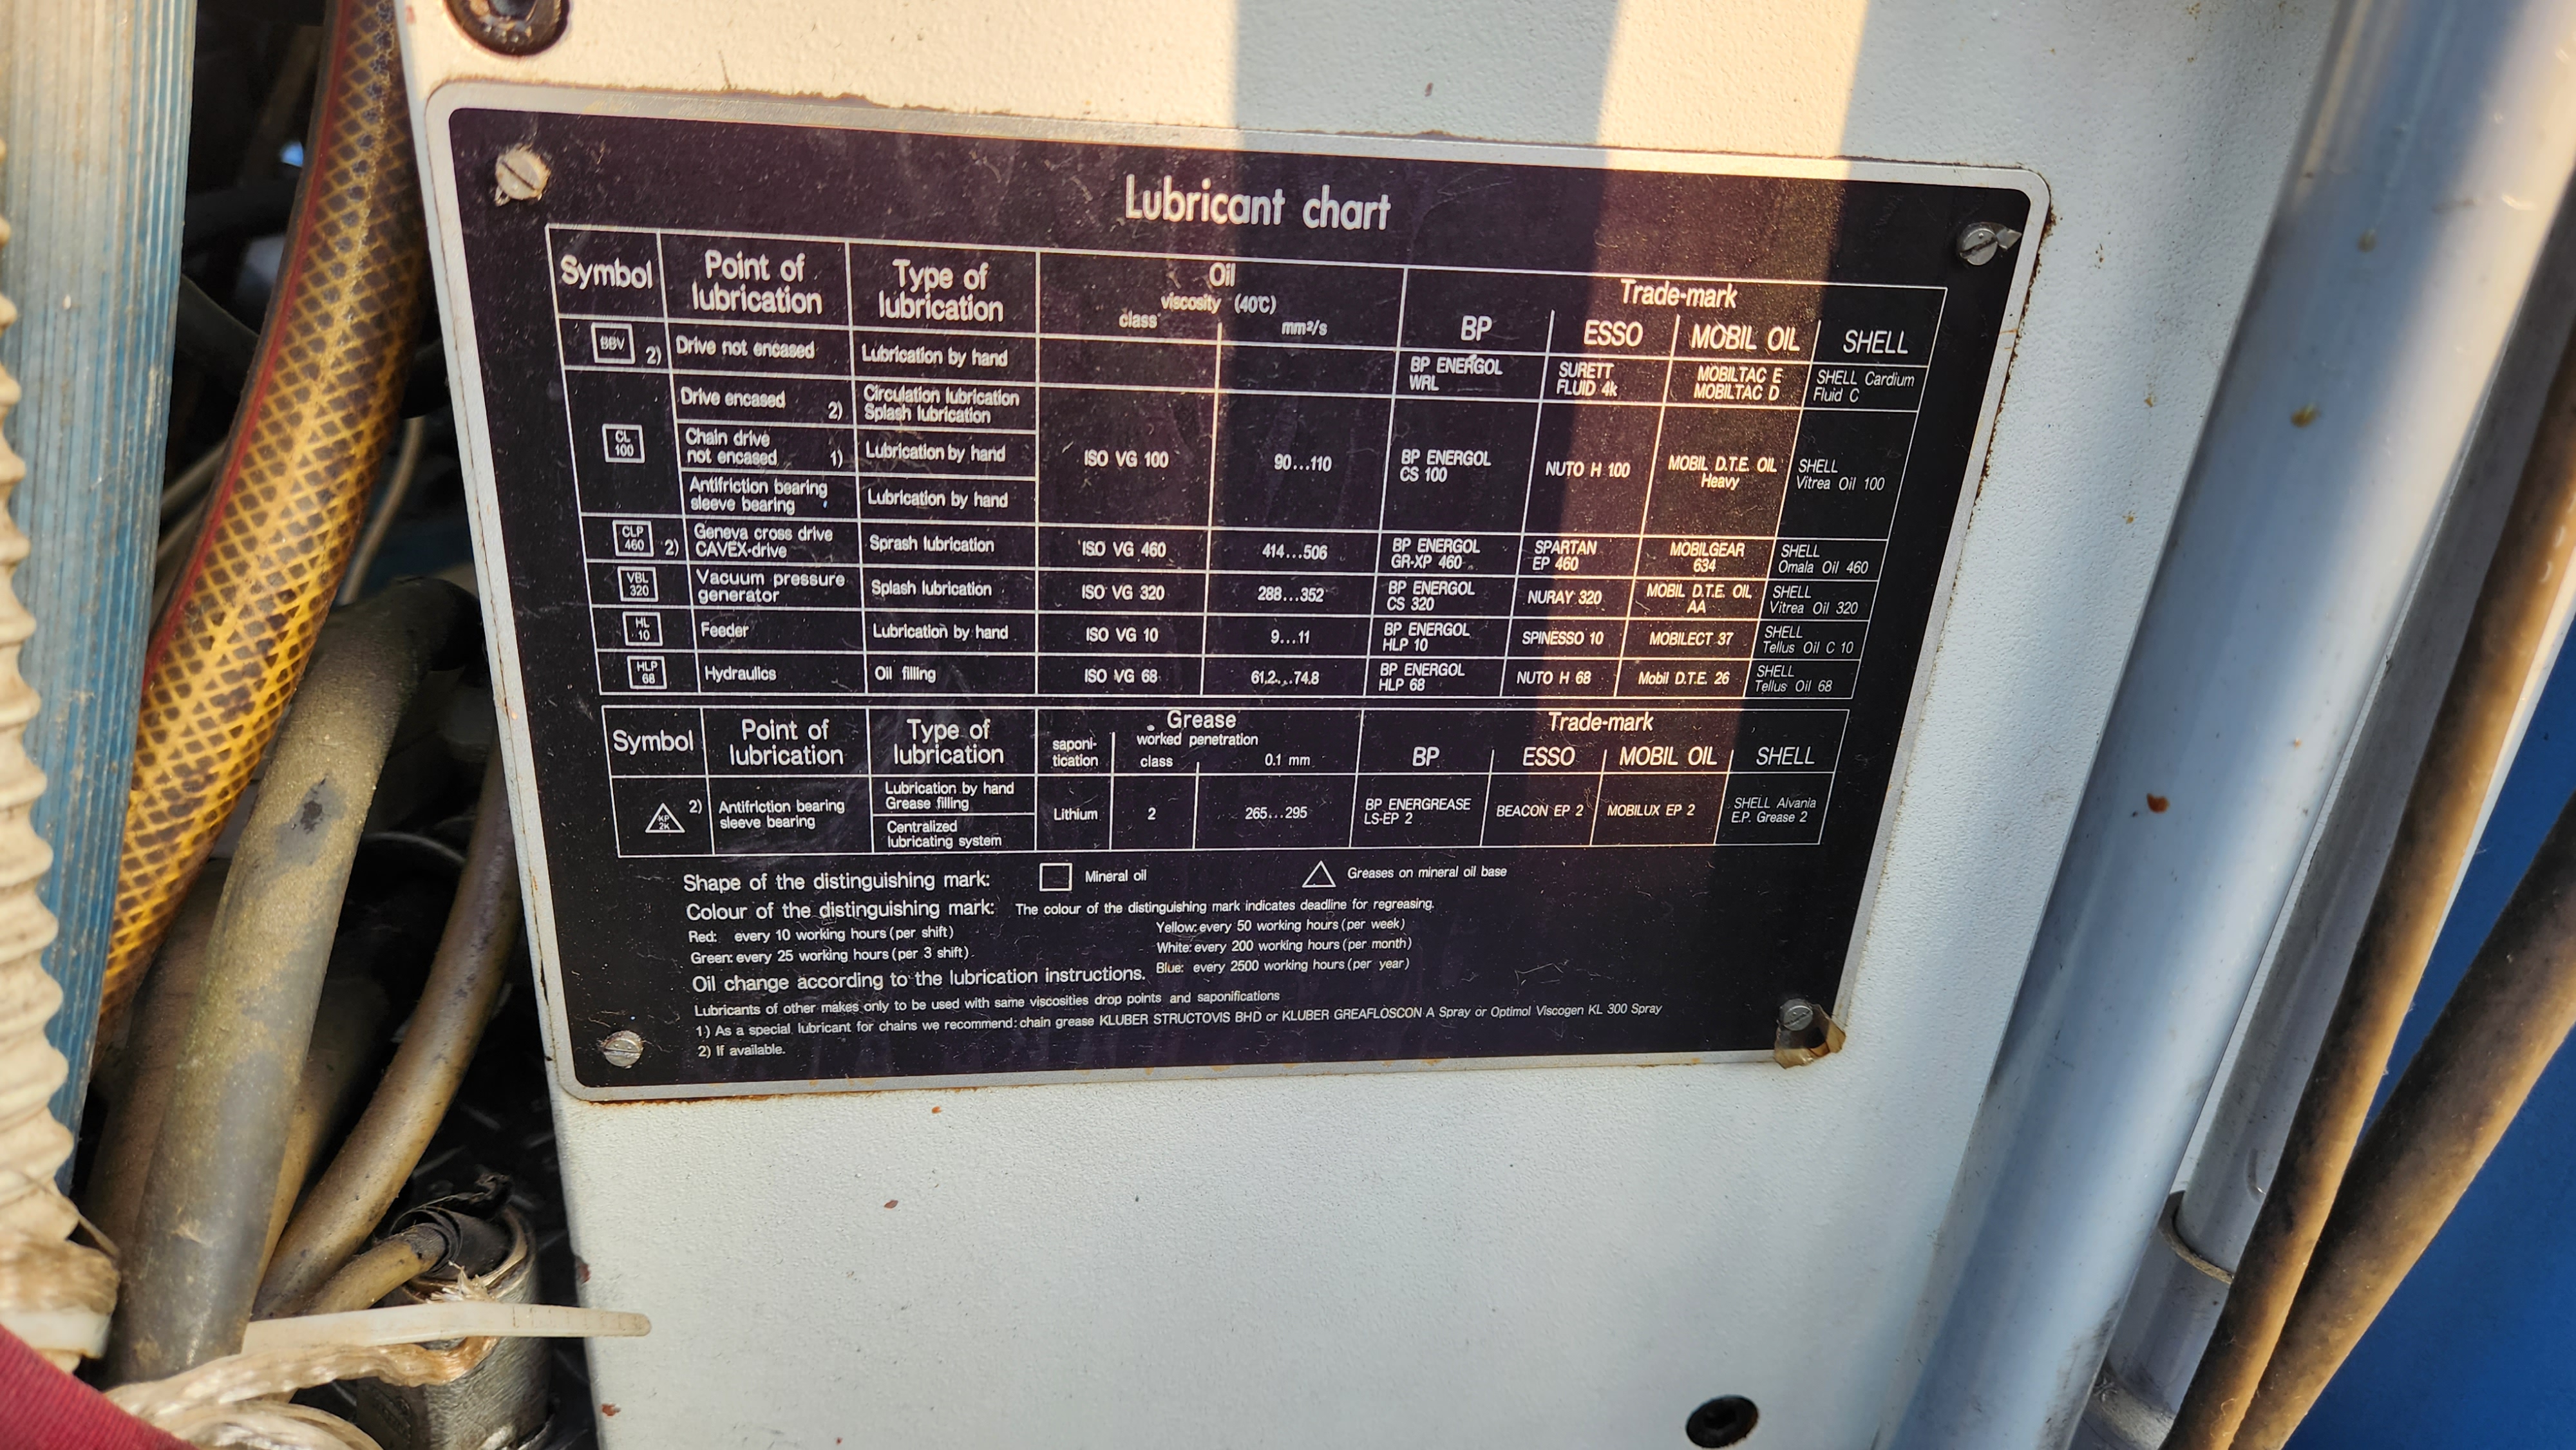 Lubricant chart
Symbol
Point of lubrication
Type of lubrication
Oil
viscosity (40℃)
class
mm²/s
Trade-mark
BP
ESSO
MOBIL OIL
SHELL
BBV 2)
Drive not encased
Lubrication by hand
BP ENERGOL WRL
SURETT FLUID 4k
MOBILTAC E MOBILTAC D
SHELL Cardium Fluid C
CL 100
Drive encased 2)
Circulation lubrication Splash lubrication
Chain drive not encased 1)
Lubrication by hand
Antifriction bearing sleeve bearing
Lubrication by hand
ISO VG 100
90...110
BP ENERGOL CS 100
NUTO H 100
MOBIL D.T.E. OIL Heavy
SHELL Vitrea Oil 100
CLP 460 2)
Geneva cross drive CAVEX-drive
Sprash lubrication
ISO VG 460
414...506
BP ENERGOL GR-XP 460
SPARTAN EP 460
MOBILGEAR 634
SHELL Omala Oil 460
VBL 320
Vacuum pressure generator
Splash lubrication
ISO VG 320
288...352
BP ENERGOL CS 320
NURAY 320
MOBIL D.T.E. OIL AA
SHELL Vitrea Oil 320
HL 10
Feeder
Lubrication by hand
ISO VG 10
9...11
BP ENERGOL HLP 10
SPINESSO 10
MOBILECT 37
SHELL Tellus Oil C 10
HLP 68
Hydraulics
Oil filling
ISO VG 68
61,2...74,8
BP ENERGOL HLP 68
NUTO H 68
Mobil D.T.E. 26
SHELL Tellus Oil 68
Symbol
Point of lubrication
Type of lubrication
Grease
saponi-tication
worked penetration
class
0.1 mm
Trade-mark
BP
ESSO
MOBIL OIL
SHELL
KP 2K 2)
Antifriction bearing sleeve bearing
Lubrication by hand Grease filling
Centralized lubricating system
Lithium
2
265...295
BP ENERGREASE LS-EP 2
BEACON EP 2
MOBILUX EP 2
SHELL Alvania E.P. Grease 2
Shape of the distinguishing mark: Mineral oil Greases on mineral oil base
Colour of the distinguishing mark: The colour of the distinguishing mark indicates deadline for regreasing.
Red: every 10 working hours (per shift)
Yellow: every 50 working hours (per week)
Green: every 25 working hours (per 3 shift).
White: every 200 working hours (per month)
Blue: every 2500 working hours (per year)
Oil change according to the lubrication instructions.
Lubricants of other makes only to be used with same viscosities drop points and saponifications
1) As a special lubricant for chains we recommend: chain grease KLUBER STRUCTOVIS BHD or KLUBER GREAFLOSCON A Spray or Optimol Viscogen KL 300 Spray
2) If available.